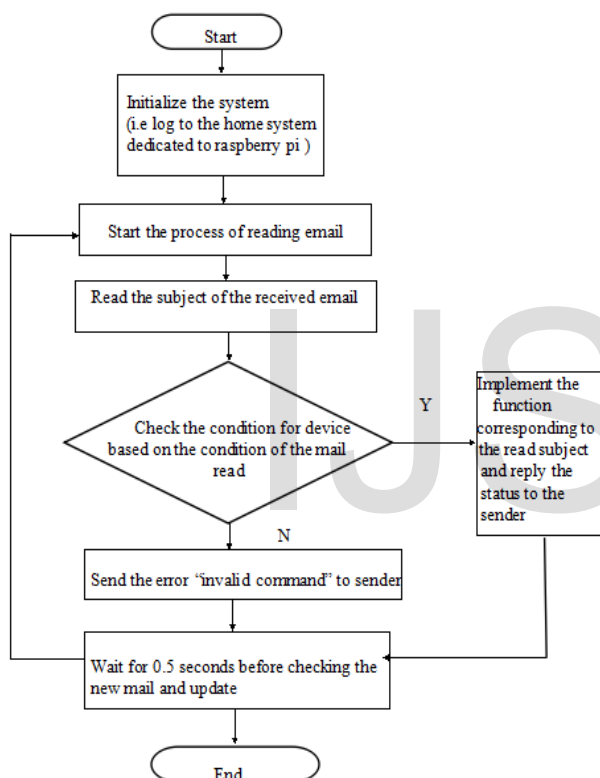 Start
Initialize the system
(i.e log to the home system
dedicated to raspberry pi )
Start the process of reading email
Read the subject of the received email
Check the condition for device
based on the condition of the mail
read
Y
Implement the
function
corresponding to
the read subject
and reply the
status to the
sender
N
Send the error “invalid command” to sender
Wait for 0.5 seconds before checking the
new mail and update
End
IJS